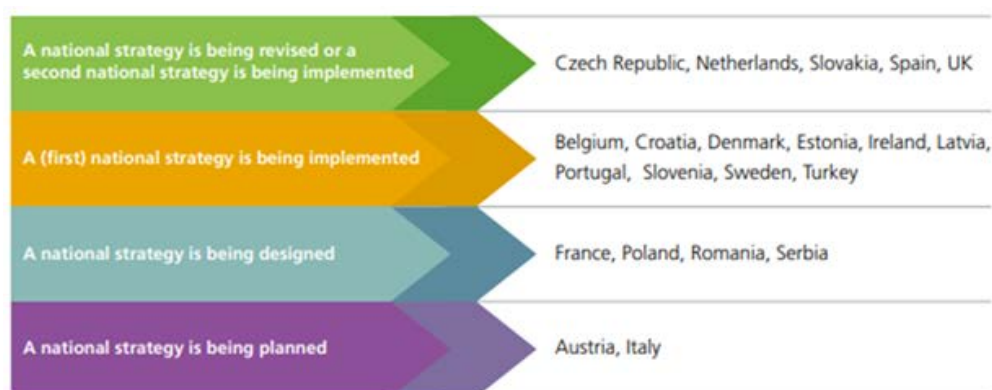 A national strategy is being revised or a
second national strategy is being implemented
Czech Republic, Netherlands, Slovakia, Spain, UK
A (first) national strategy is being implemented
Belgium, Croatia, Denmark, Estonia, Ireland, Latvia,
Portugal, Slovenia, Sweden, Turkey
A national strategy is being designed
France, Poland, Romania, Serbia
A national strategy is being planned
Austria, Italy